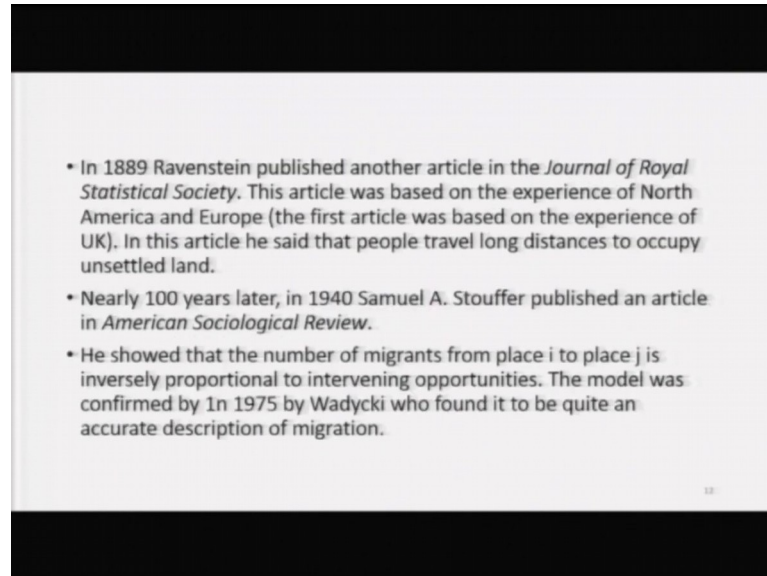 • In 1889 Ravenstein published another article in the Journal of Royal
Statistical Society. This article was based on the experience of North
America and Europe (the first article was based on the experience of
UK). In this article he said that people travel long distances to occupy
unsettled land.
• Nearly 100 years later, in 1940 Samuel A. Stouffer published an article
in American Sociological Review.
• He showed that the number of migrants from place i to place j is
inversely proportional to intervening opportunities. The model was
confirmed by 1n 1975 by Wadycki who found it to be quite an
accurate description of migration.